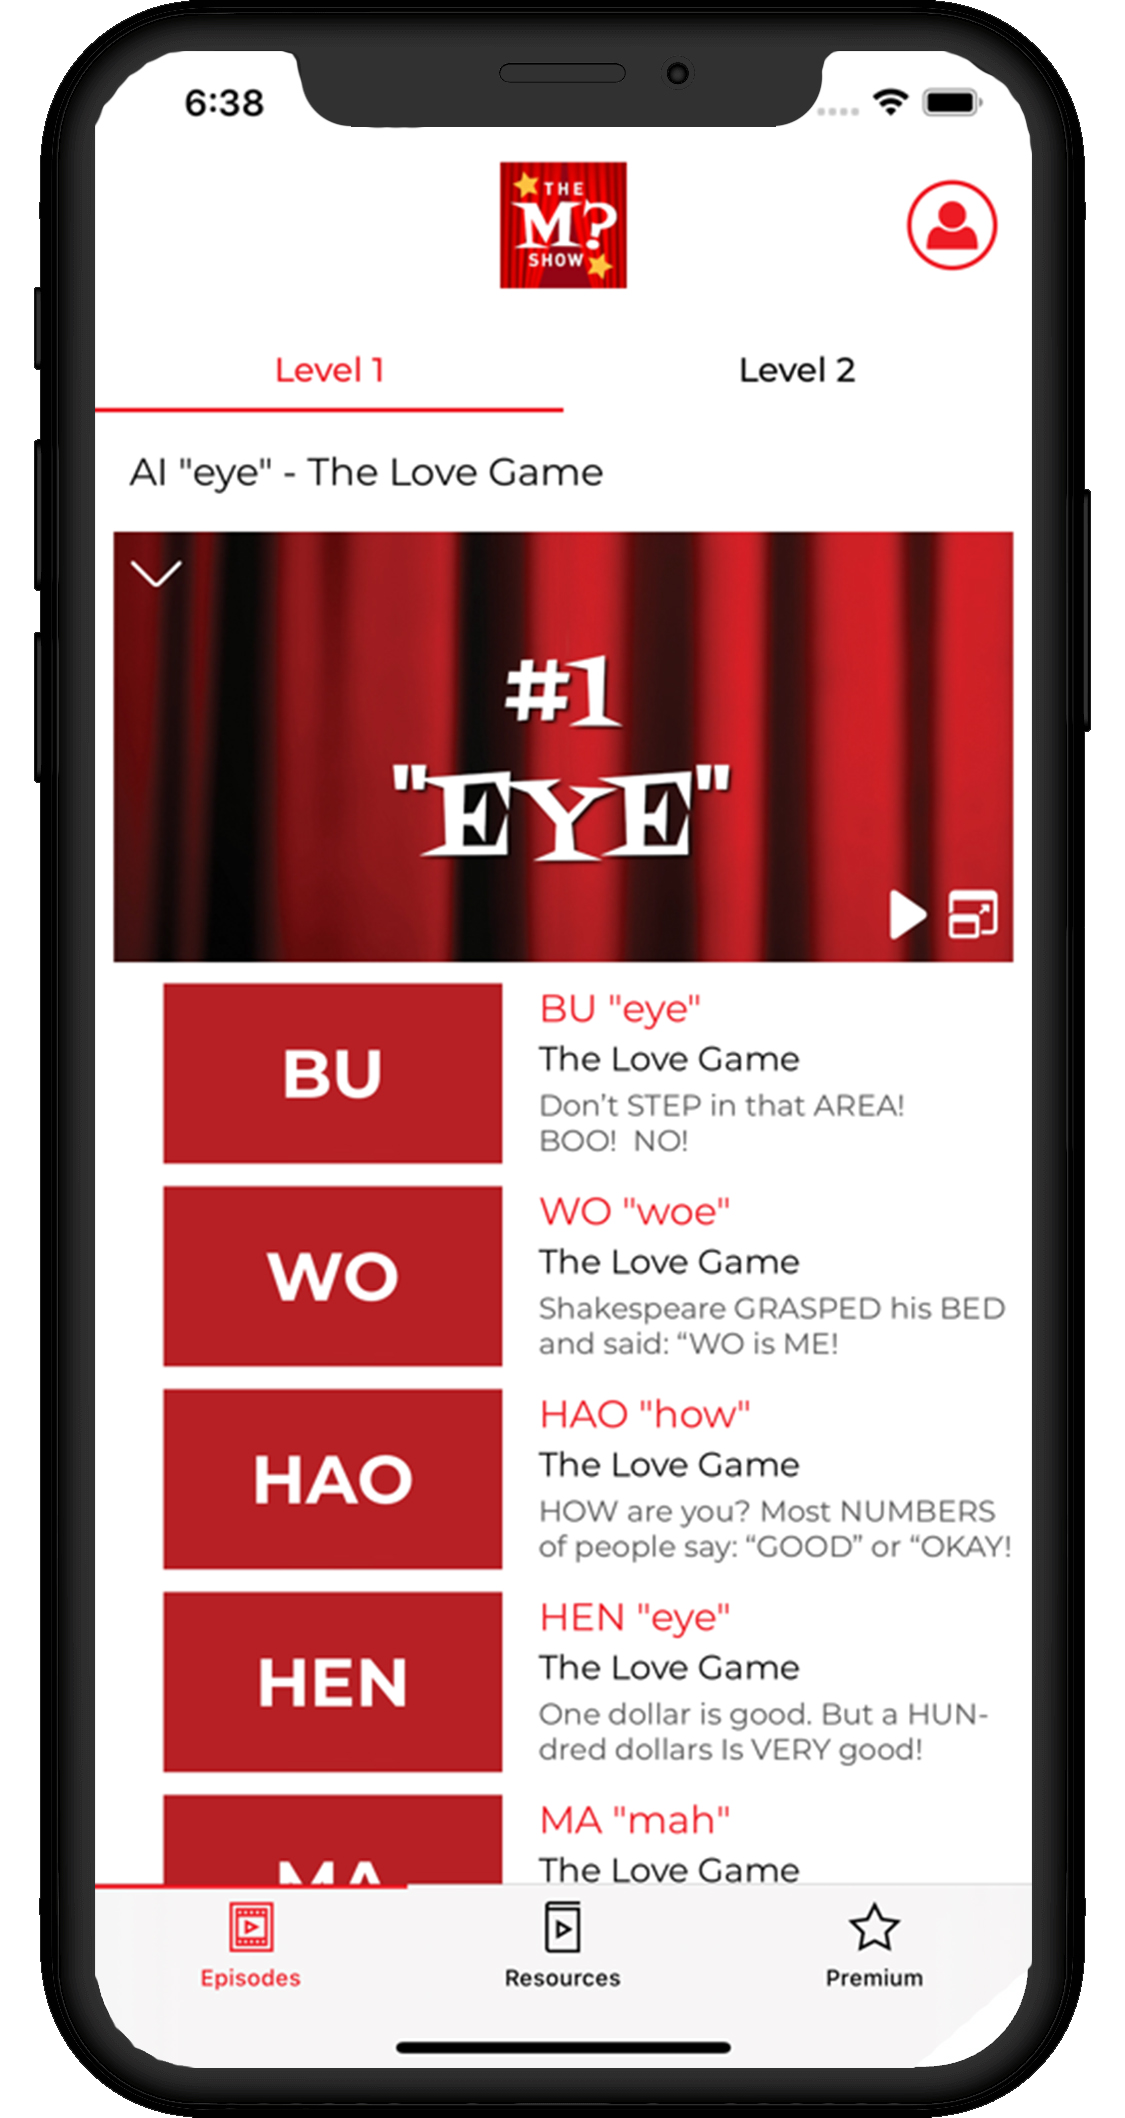 6:38
THE
M?
SHOW
Level 1
Level 2
AI "eye" - The Love Game
#1
"EYE"
BU
BU "eye"
The Love Game
Don't STEP in that AREA!
BOO!  NO!
WO
WO "woe"
The Love Game
Shakespeare GRASPED his BED
and said: “WO is ME!
HAO
HAO "how"
The Love Game
HOW are you? Most NUMBERS
of people say: “GOOD” or “OKAY!
HEN
HEN "eye"
The Love Game
One dollar is good. But a HUN-
dred dollars Is VERY good!
MA
MA "mah"
The Love Game
Episodes
Resources
Premium